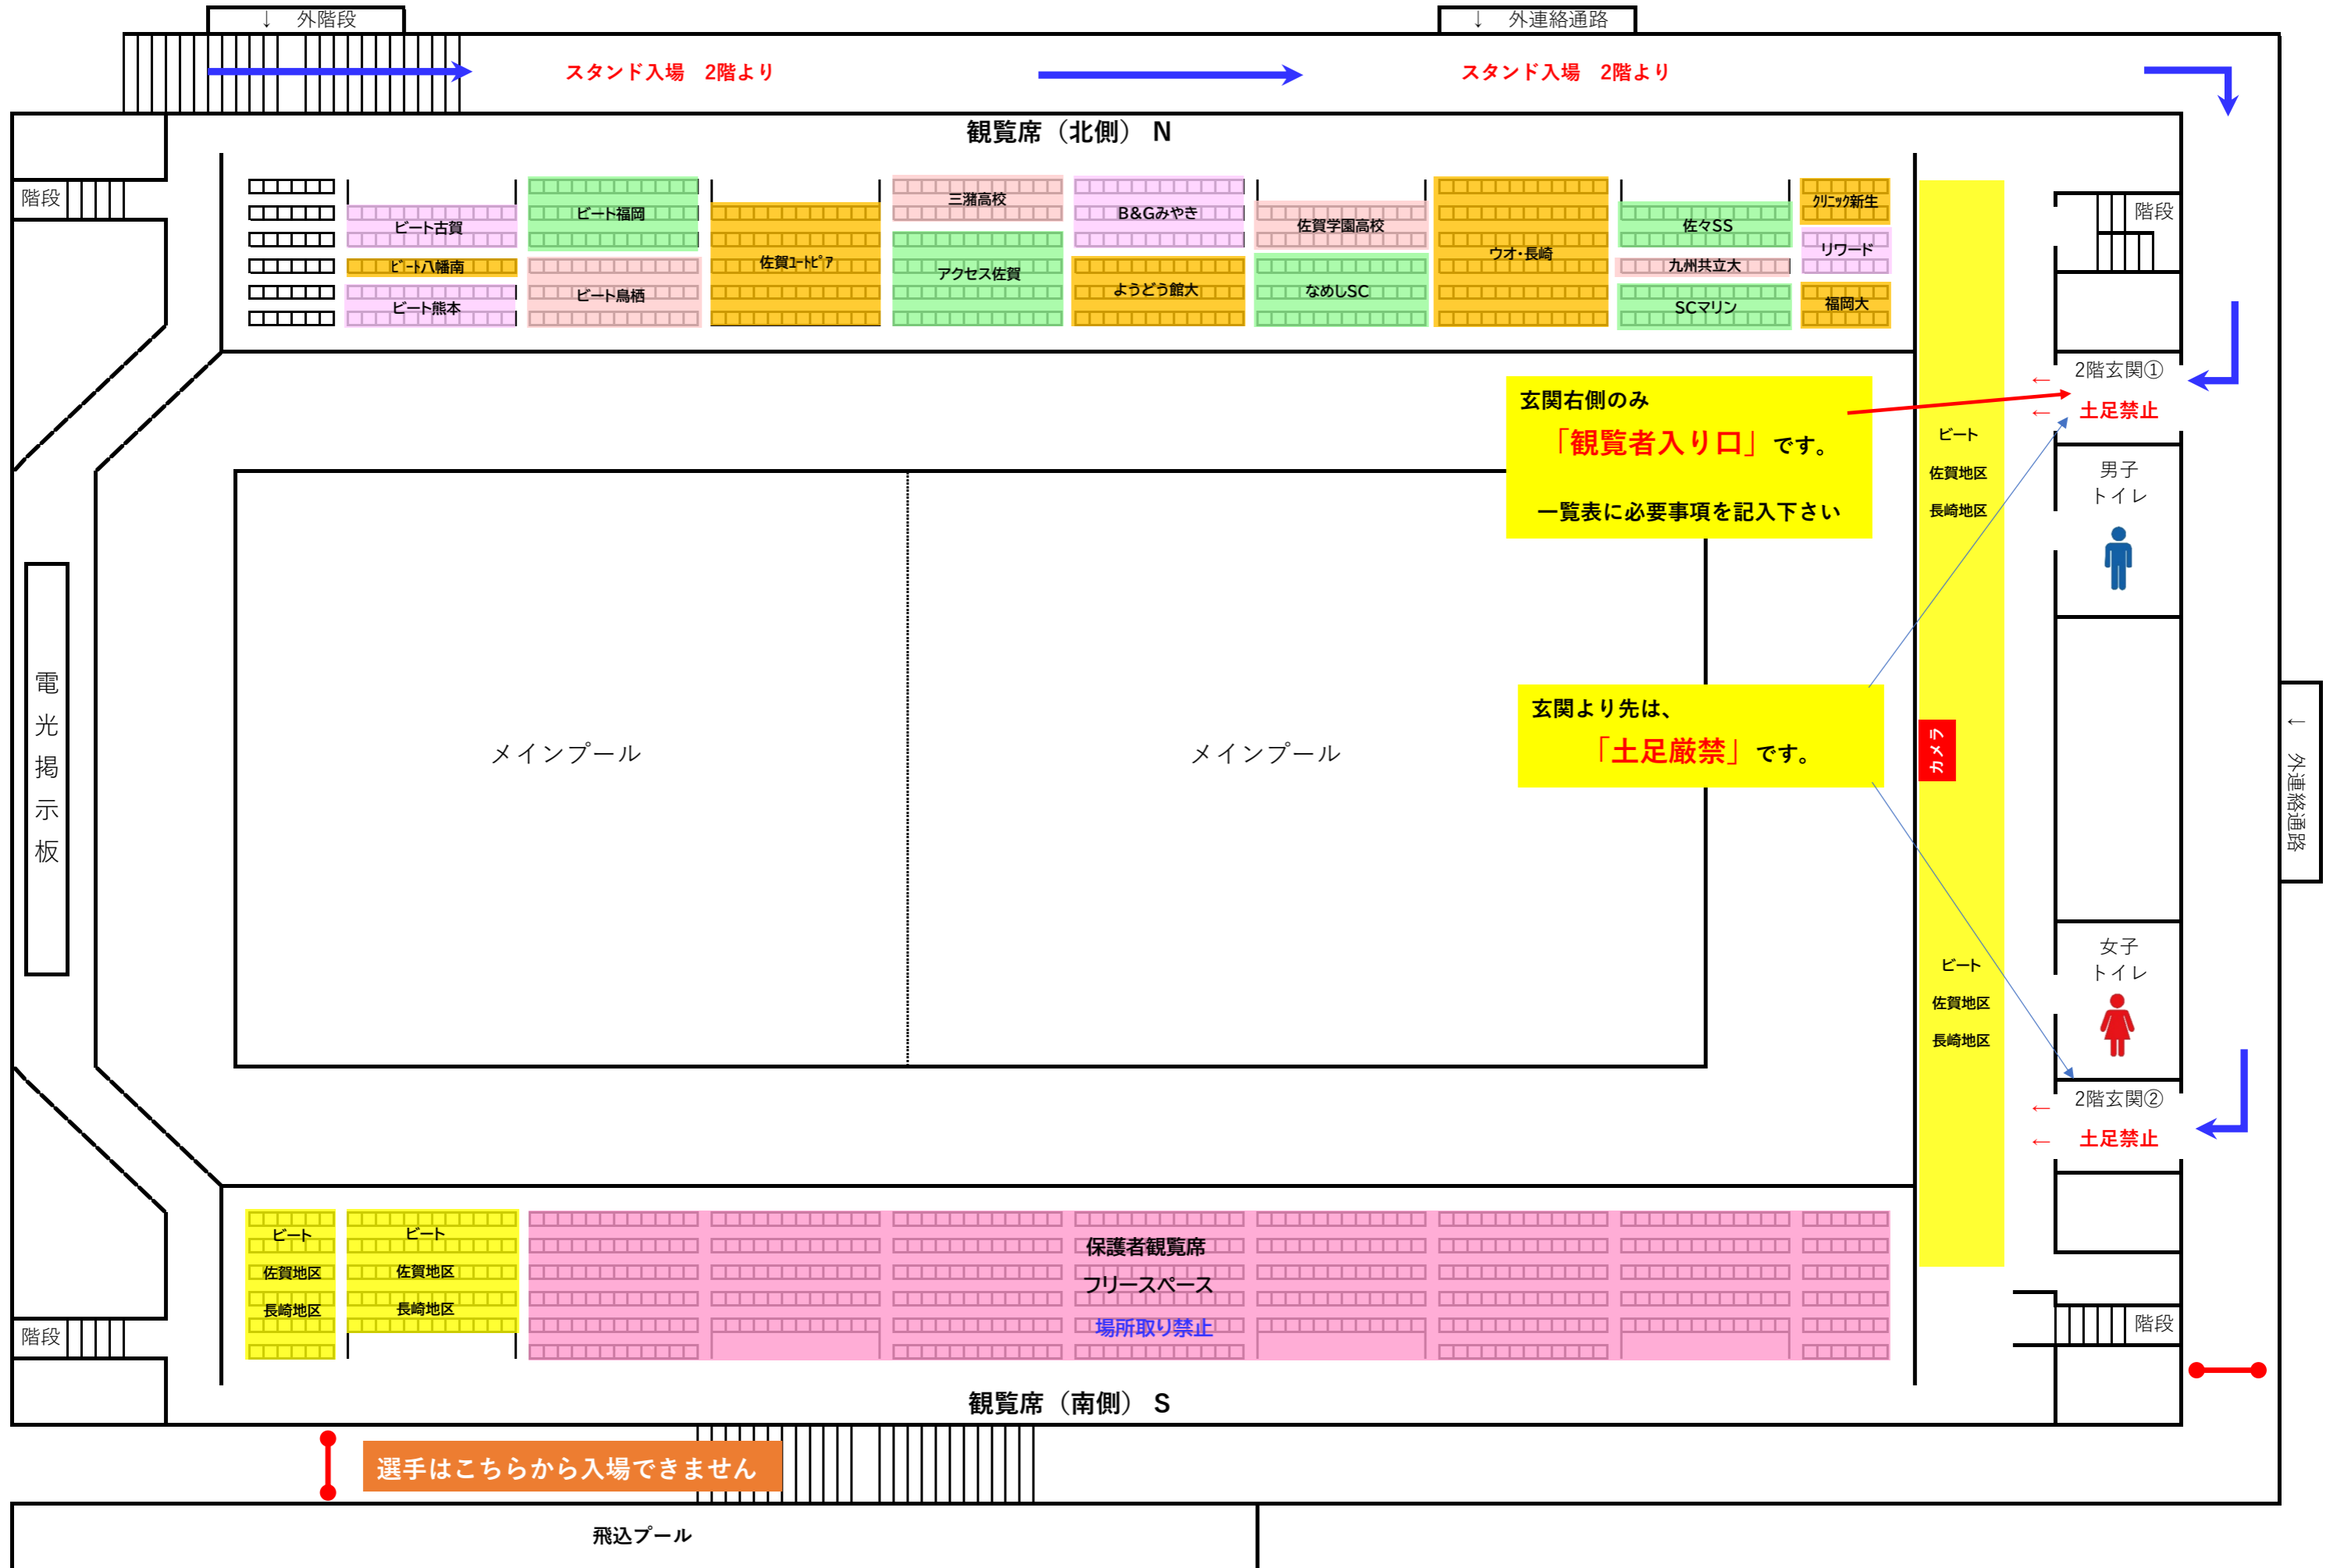 ↓　外階段
↓　外連絡通路
スタンド入場　2階より
スタンド入場　2階より
観覧席（北側） N
階段
ビート古賀
ﾋﾞｰﾄ八幡南
ビート熊本
ビート福岡
ビート鳥栖
佐賀ﾕｰﾄﾋﾟｱ
三潴高校
アクセス佐賀
B&Gみやき
ようどう館大
佐賀学園高校
なめしSC
ウオ・長崎
佐々SS
九州共立大
SCマリン
ｸﾘﾆｯｸ新生
リワード
福岡大
階段
2階玄関①
←
← 土足禁止
玄関右側のみ
「観覧者入り口」です。
一覧表に必要事項を記入下さい
ビート
佐賀地区
長崎地区
男子
トイレ
電光掲示板
メインプール
メインプール
玄関より先は、
「土足厳禁」です。
カメラ
← 外連絡通路
ビート
佐賀地区
長崎地区
女子
トイレ
2階玄関②
←
← 土足禁止
ビート
佐賀地区
長崎地区
ビート
佐賀地区
長崎地区
保護者観覧席
フリースペース
場所取り禁止
階段
階段
観覧席（南側） S
選手はこちらから入場できません
飛込プール